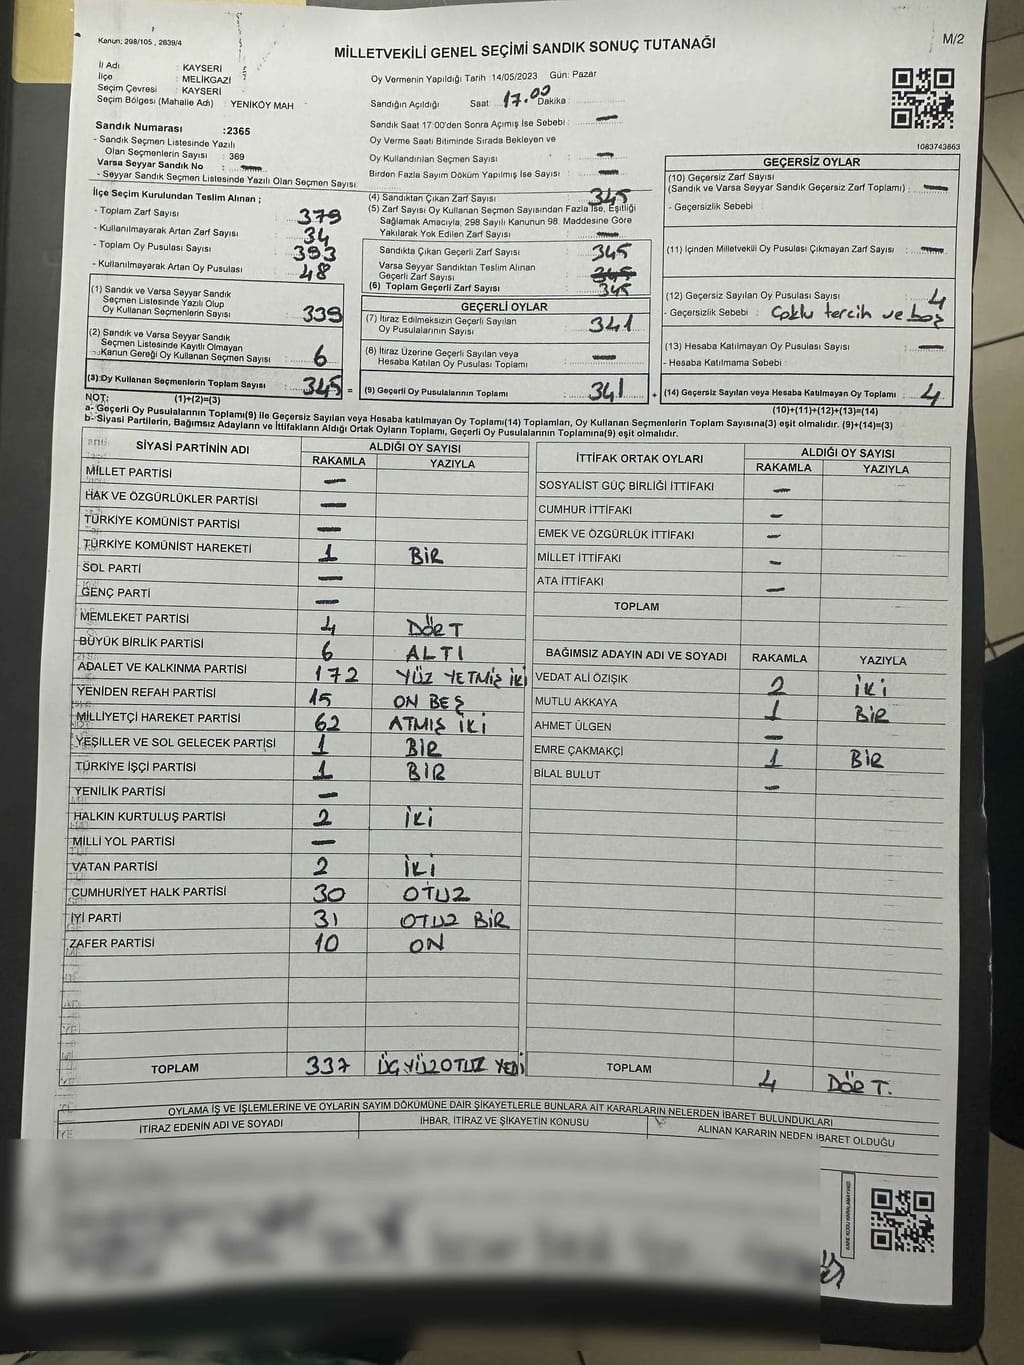 Kanun; 298/105 , 2839/4
MİLLETVEKİLİ GENEL SEÇİMİ SANDIK SONUÇ TUTANAĞI
M/2
İl Adı : KAYSERİ
İlçe : MELİKGAZİ
Seçim Çevresi : KAYSERİ
Seçim Bölgesi (Mahalle Adı) : YENİKÖY MAH
Sandık Numarası :2365
- Sandık Seçmen Listesinde Yazılı
Olan Seçmenlerin Sayısı : 369
Varsa Seyyar Sandık No : —
- Seyyar Sandık Seçmen Listesinde Yazılı Olan Seçmen Sayısı:
Oy Vermenin Yapıldığı Tarih :14/05/2023 Gün: Pazar
Sandığın Açıldığı Saat 17.00 Dakika :
Sandık Saat 17:00'den Sonra Açımış İse Sebebi : —
Oy Verme Saati Bitiminde Sırada Bekleyen ve
Oy Kullandırılan Seçmen Sayısı : —
Birden Fazla Sayım Döküm Yapılmış İse Sayısı : —
1083743863
İlçe Seçim Kurulundan Teslim Alınan ;
- Toplam Zarf Sayısı : 379
- Kullanılmayarak Artan Zarf Sayısı : 34
- Toplam Oy Pusulası Sayısı : 393
- Kullanılmayarak Artan Oy Pusulası : 48
(1) Sandık ve Varsa Seyyar Sandık
Seçmen Listesinde Yazılı Olup
Oy Kullanan Seçmenlerin Sayısı : 339
(2) Sandık ve Varsa Seyyar Sandık
Seçmen Listesinde Kayıtlı Olmayan
Kanun Gereği Oy Kullanan Seçmen Sayısı : 6
(3) Oy Kullanan Seçmenlerin Toplam Sayısı : 345 =
(4) Sandıktan Çıkan Zarf Sayısı : 345
(5) Zarf Sayısı Oy Kullanan Seçmen Sayısından Fazla İse, Eşitliği
Sağlamak Amacıyla; 298 Sayılı Kanunun 98. Maddesine Göre
Yakılarak Yok Edilen Zarf Sayısı : —
Sandıkta Çıkan Geçerli Zarf Sayısı : 345
Varsa Seyyar Sandıktan Teslim Alınan
Geçerli Zarf Sayısı : 345
(6) Toplam Geçerli Zarf Sayısı : 345
GEÇERLİ OYLAR
(7) İtiraz Edilmeksizin Geçerli Sayılan
Oy Pusulalarının Sayısı : 341
(8) İtiraz Üzerine Geçerli Sayılan veya
Hesaba Katılan Oy Pusulaları Toplamı : —
(9) Geçerli Oy Pusulalarının Toplamı : 341 +
GEÇERSİZ OYLAR
(10) Geçersiz Zarf Sayısı
(Sandık ve Varsa Seyyar Sandık Geçersiz Zarf Toplamı) : —
- Geçersizlik Sebebi :
(11) İçinden Milletvekili Oy Pusulası Çıkmayan Zarf Sayısı : —
(12) Geçersiz Sayılan Oy Pusulası Sayısı : 4
- Geçersizlik Sebebi : Çoklu tercih ve boş
(13) Hesaba Katılmayan Oy Pusulası Sayısı : —
- Hesaba Katılmama Sebebi :
(14) Geçersiz Sayılan veya Hesaba Katılmayan Oy Toplamı : 4
NOT: (1)+(2)=(3)
(10)+(11)+(12)+(13)=(14)
a- Geçerli Oy Pusulalarının Toplamı(9) ile Geçersiz Sayılan veya Hesaba katılmayan Oy Toplamı(14) Toplamları, Oy Kullanan Seçmenlerin Toplam Sayısına(3) eşit olmalıdır. (9)+(14)=(3)
b- Siyasi Partilerin, Bağımsız Adayların ve İttifakların Aldığı Ortak Oyların Toplamı, Geçerli Oy Pusulalarının Toplamına(9) eşit olmalıdır.
SİYASİ PARTİNİN ADI ALDIĞI OY SAYISI
RAKAMLA YAZIYLA
MİLLET PARTİSİ —
HAK VE ÖZGÜRLÜKLER PARTİSİ —
TÜRKİYE KOMÜNİST PARTİSİ —
TÜRKİYE KOMÜNİST HAREKETİ 1 BİR
SOL PARTİ —
GENÇ PARTİ —
MEMLEKET PARTİSİ 4 DÖRT
BÜYÜK BİRLİK PARTİSİ 6 ALTI
ADALET VE KALKINMA PARTİSİ 172 YÜZ YETMİŞ İKİ
YENİDEN REFAH PARTİSİ 15 ON BEŞ
MİLLİYETÇİ HAREKET PARTİSİ 62 ATMIŞ İKİ
YEŞİLLER VE SOL GELECEK PARTİSİ 1 BİR
TÜRKİYE İŞÇİ PARTİSİ 1 BİR
YENİLİK PARTİSİ —
HALKIN KURTULUŞ PARTİSİ 2 İKİ
MİLLİ YOL PARTİSİ —
VATAN PARTİSİ 2 İKİ
CUMHURİYET HALK PARTİSİ 30 OTUZ
İYİ PARTİ 31 OTUZ BİR
ZAFER PARTİSİ 10 ON
TOPLAM 337 ÜÇYÜZOTUZ YEDİ
İTTİFAK ORTAK OYLARI ALDIĞI OY SAYISI
RAKAMLA YAZIYLA
SOSYALİST GÜÇ BİRLİĞİ İTTİFAKI —
CUMHUR İTTİFAKI —
EMEK VE ÖZGÜRLÜK İTTİFAKI —
MİLLET İTTİFAKI —
ATA İTTİFAKI —
TOPLAM
BAĞIMSIZ ADAYIN ADI VE SOYADI RAKAMLA YAZIYLA
VEDAT ALİ ÖZIŞIK 2 İKİ
MUTLU AKKAYA 1 BİR
AHMET ÜLGEN —
EMRE ÇAKMAKÇİ 1 BİR
BİLAL BULUT —
TOPLAM 4 DÖRT.
OYLAMA İŞ VE İŞLEMLERİNE VE OYLARIN SAYIM DÖKÜMÜNE DAİR ŞİKAYETLERLE BUNLARA AİT KARARLARIN NELERDEN İBARET BULUNDUKLARI
İTİRAZ EDENİN ADI VE SOYADI İHBAR, İTİRAZ VE ŞİKAYETİN KONUSU ALINAN KARARIN NEDEN İBARET OLDUĞU